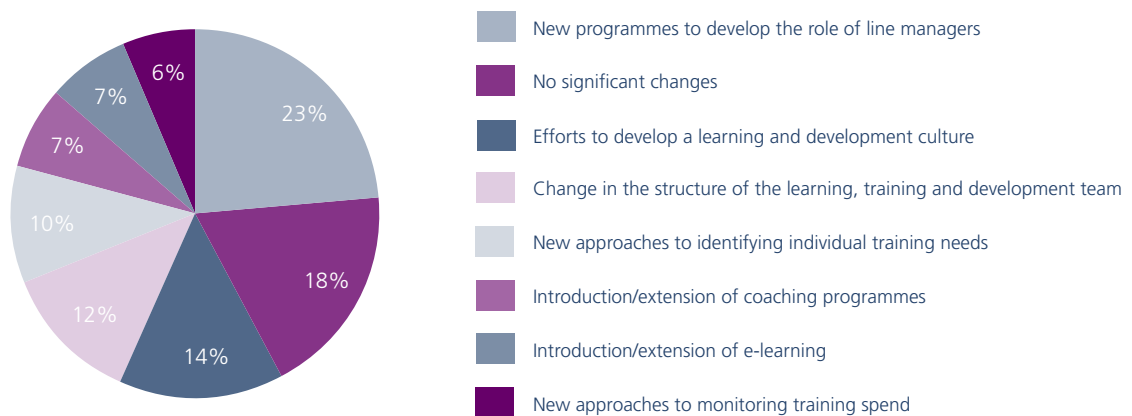 6%
7%
23%
7%
10%
18%
12%
14%
New programmes to develop the role of line managers
No significant changes
Efforts to develop a learning and development culture
Change in the structure of the learning, training and development team
New approaches to identifying individual training needs
Introduction/extension of coaching programmes
Introduction/extension of e-learning
New approaches to monitoring training spend